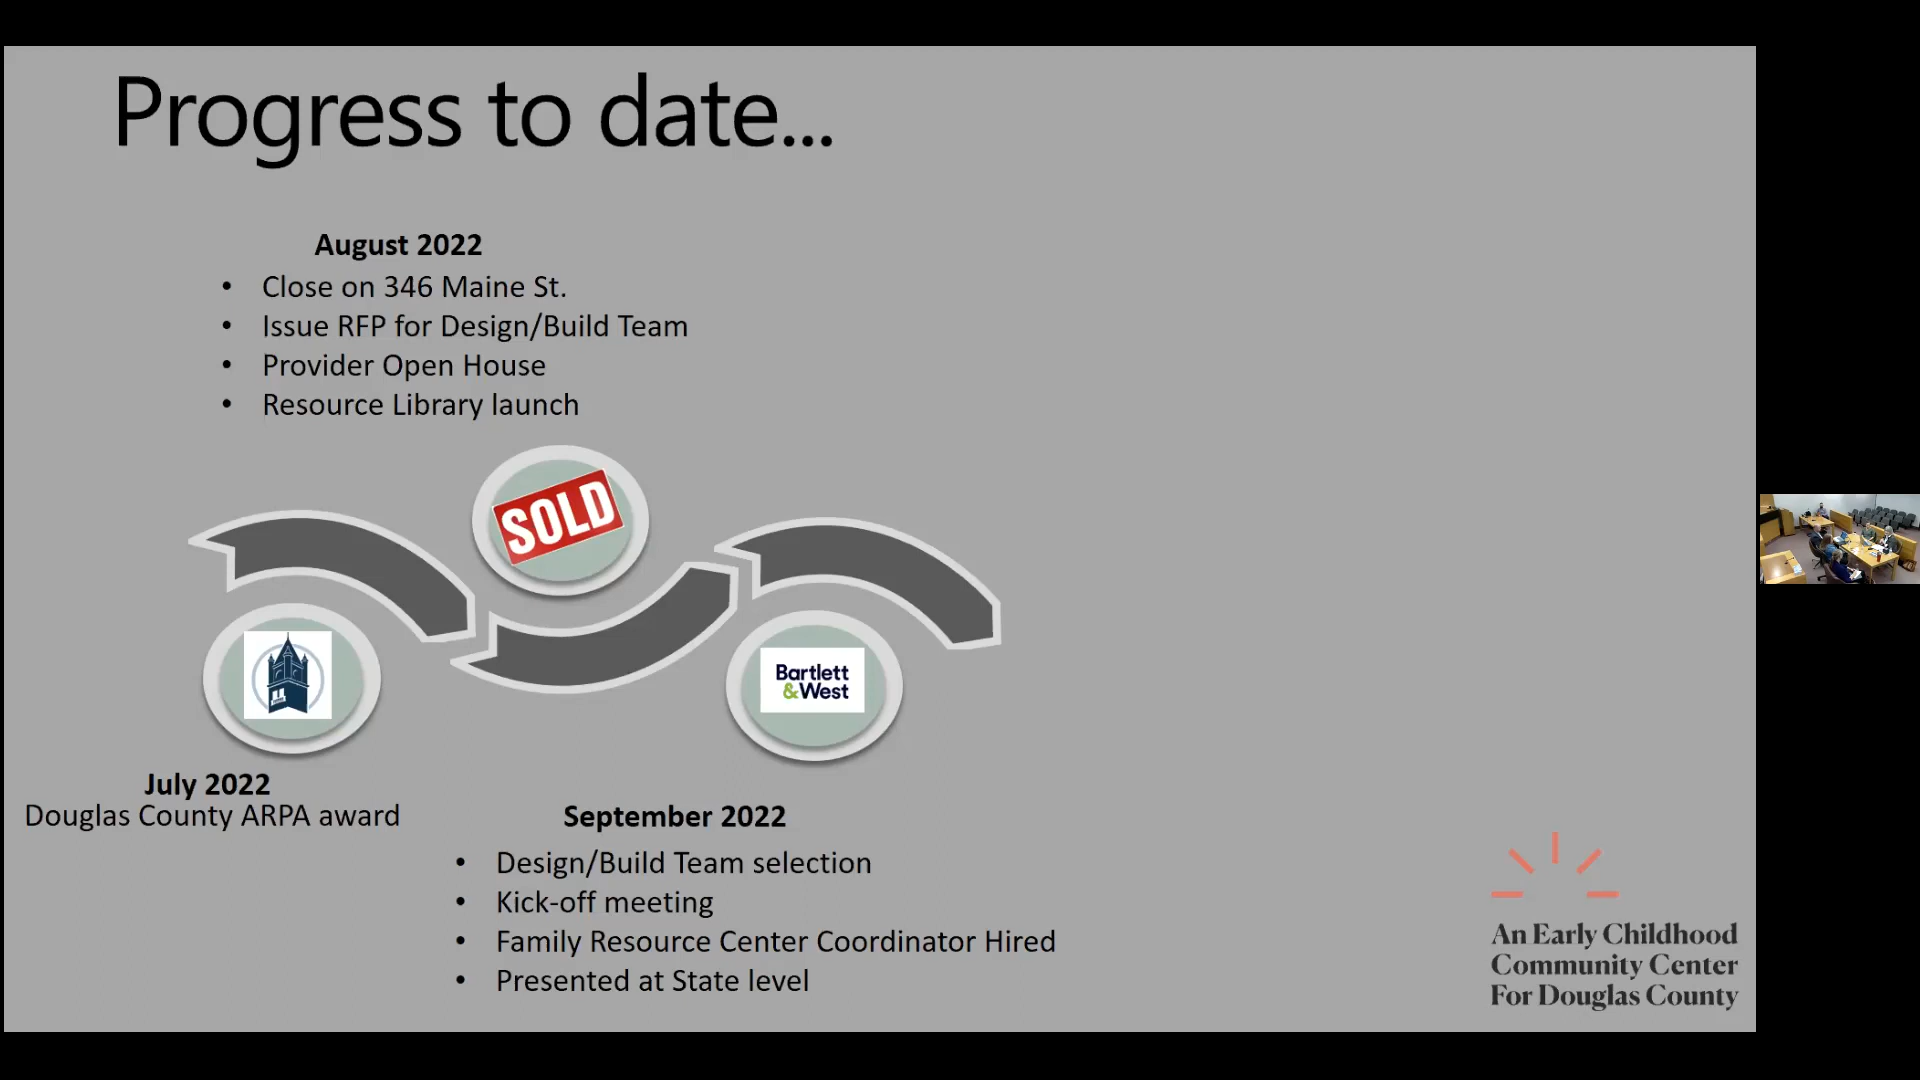 Progress to date...
August 2022
• Close on 346 Maine St.
• Issue RFP for Design/Build Team
• Provider Open House
• Resource Library launch
SOLD
Bartlett
&West
July 2022
Douglas County ARPA award
September 2022
• Design/Build Team selection
• Kick-off meeting
• Family Resource Center Coordinator Hired
• Presented at State level
An Early Childhood
Community Center
For Douglas County